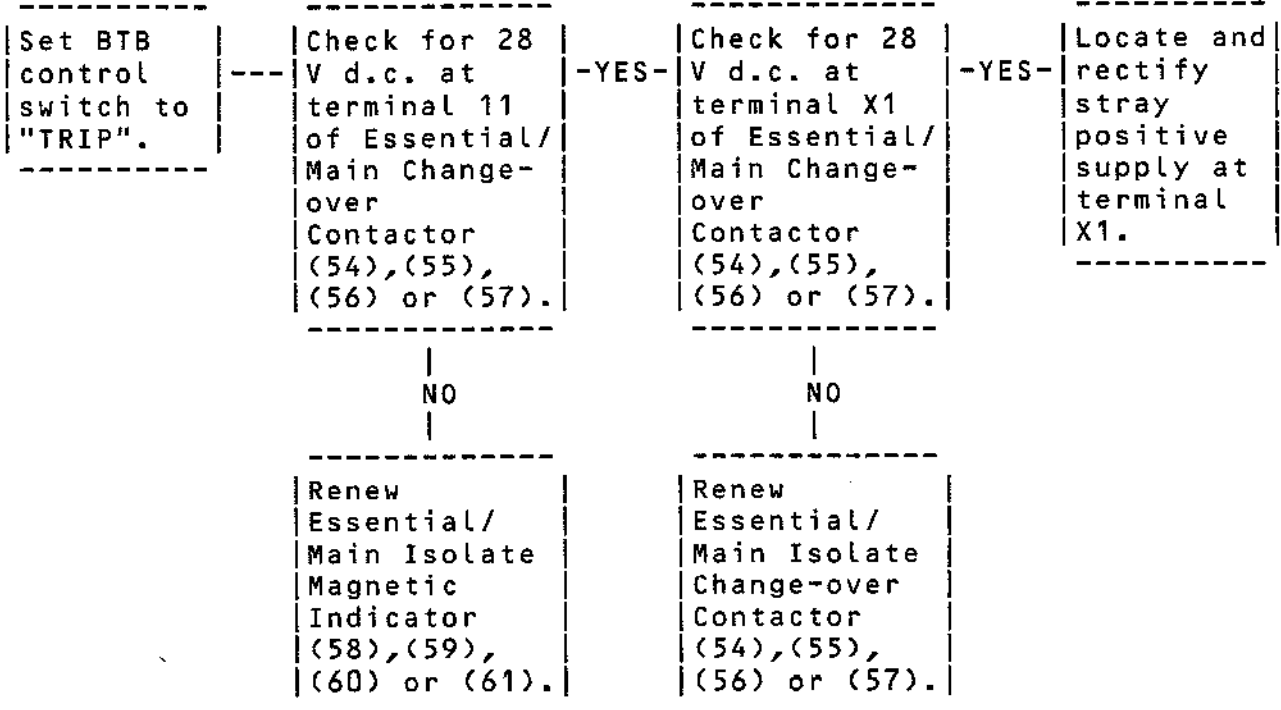 Set BTB
control
switch to
"TRIP".
Check for 28
V d.c. at
terminal 11
of Essential/
Main Change-
over
Contactor
(54),(55),
(56) or (57).
YES
Check for 28
V d.c. at
terminal X1
of Essential/
Main Change-
over
Contactor
(54),(55),
(56) or (57).
YES
Locate and
rectify
stray
positive
supply at
terminal
X1.
NO
NO
Renew
Essential/
Main Isolate
Magnetic
Indicator
(58),(59),
(60) or (61).
Renew
Essential/
Main Isolate
Change-over
Contactor
(54),(55),
(56) or (57).